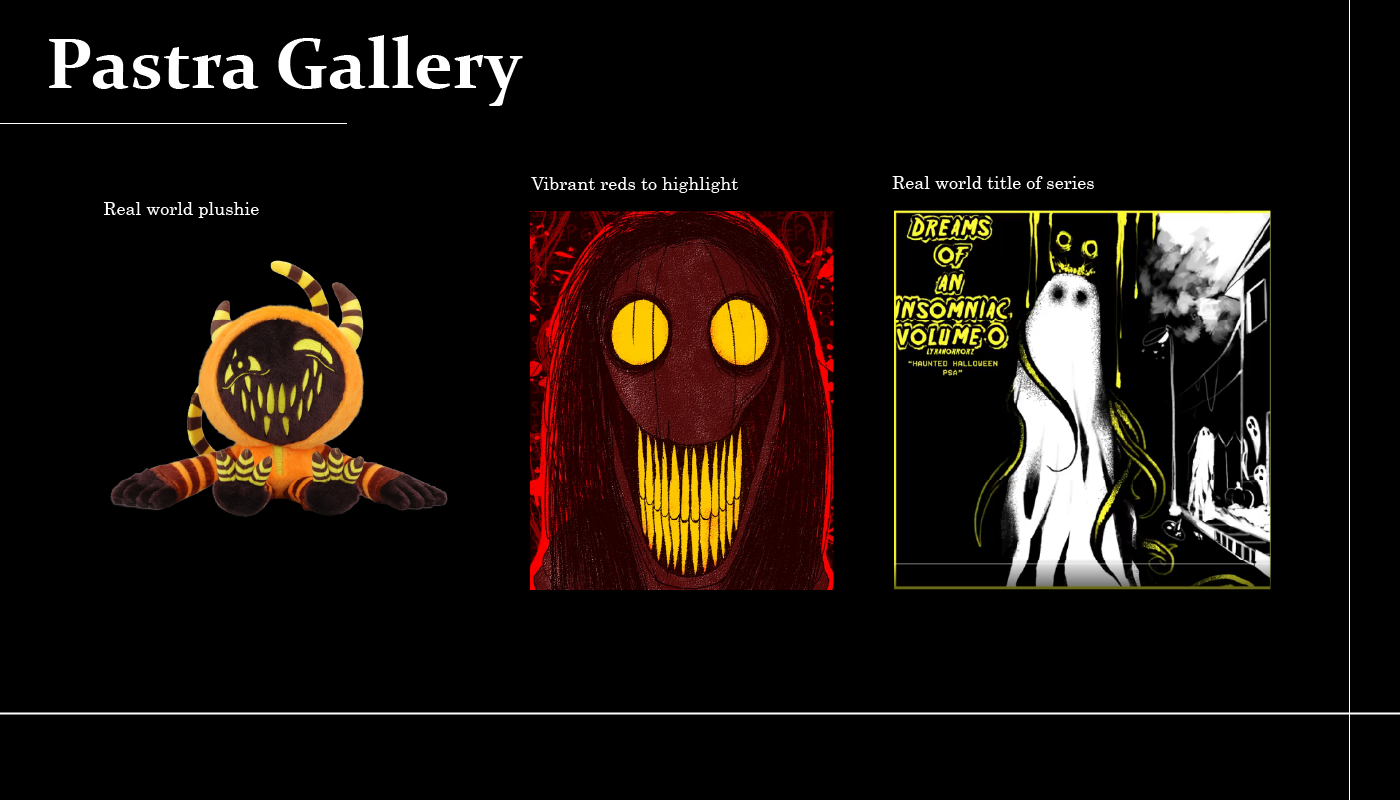 Pastra Gallery
Real world plushie
Vibrant reds to highlight
Real world title of series
DREAMS
OF
AN
INSOMNIAC,
VOLUME 0
LYRANORMORZ
"HAUNTED HALLOWEEN
PSA"